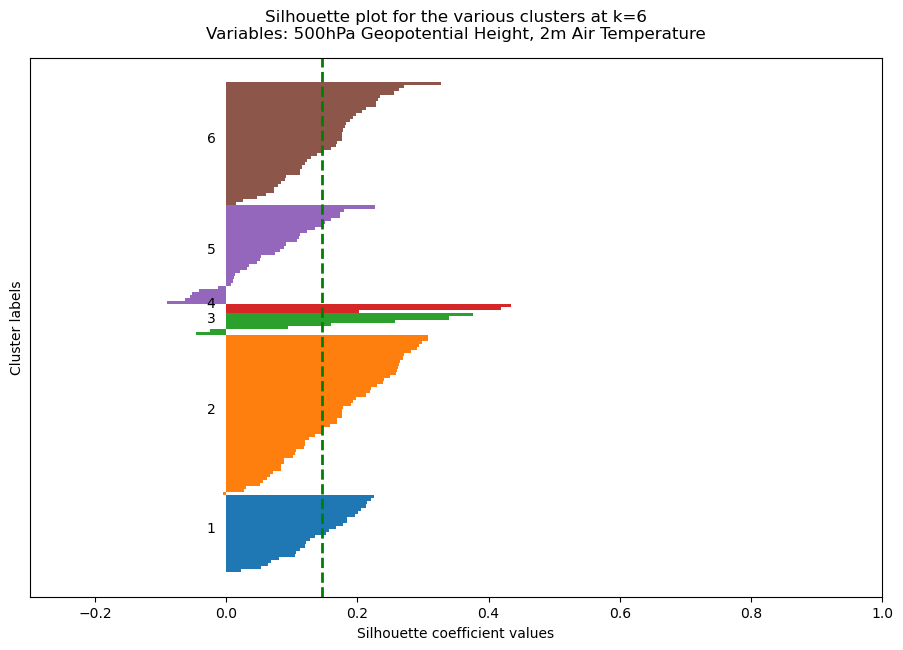 Silhouette plot for the various clusters at k=6
Variables: 500hPa Geopotential Height, 2m Air Temperature
6
5
4
3
2
1
Cluster labels
−0.2 0.0 0.2 0.4 0.6 0.8 1.0
Silhouette coefficient values